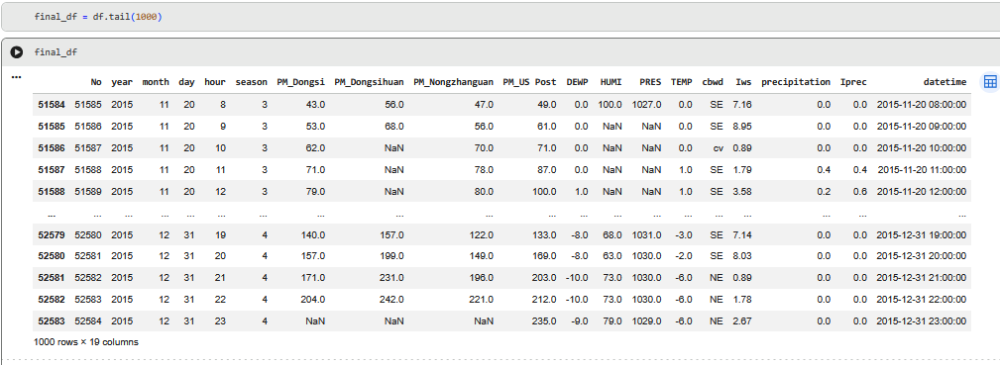 final_df = df.tail(1000)
final_df
No year month day hour season PM_Dongsi PM_Dongsihuan PM_Nongzhanguan PM_US Post DEWP HUMI PRES TEMP cbwd Iws precipitation Iprec datetime
51584 51585 2015 11 20 8 3 43.0 56.0 47.0 49.0 0.0 100.0 1027.0 0.0 SE 7.16 0.0 0.0 2015-11-20 08:00:00
51585 51586 2015 11 20 9 3 53.0 68.0 56.0 61.0 0.0 NaN NaN 0.0 SE 8.95 0.0 0.0 2015-11-20 09:00:00
51586 51587 2015 11 20 10 3 62.0 NaN 70.0 71.0 0.0 NaN NaN 0.0 cv 0.89 0.0 0.0 2015-11-20 10:00:00
51587 51588 2015 11 20 11 3 71.0 NaN 78.0 87.0 0.0 NaN NaN 1.0 SE 1.79 0.4 0.4 2015-11-20 11:00:00
51588 51589 2015 11 20 12 3 79.0 NaN 80.0 100.0 1.0 NaN NaN 1.0 SE 3.58 0.2 0.6 2015-11-20 12:00:00
... ... ... ... ... ... ... ... ... ... ... ... ... ... ... ... ... ... ... ...
52579 52580 2015 12 31 19 4 140.0 157.0 122.0 133.0 -8.0 68.0 1031.0 -3.0 SE 7.14 0.0 0.0 2015-12-31 19:00:00
52580 52581 2015 12 31 20 4 157.0 199.0 149.0 169.0 -8.0 63.0 1030.0 -2.0 SE 8.03 0.0 0.0 2015-12-31 20:00:00
52581 52582 2015 12 31 21 4 171.0 231.0 196.0 203.0 -10.0 73.0 1030.0 -6.0 NE 0.89 0.0 0.0 2015-12-31 21:00:00
52582 52583 2015 12 31 22 4 204.0 242.0 221.0 212.0 -10.0 73.0 1030.0 -6.0 NE 1.78 0.0 0.0 2015-12-31 22:00:00
52583 52584 2015 12 31 23 4 NaN NaN NaN 235.0 -9.0 79.0 1029.0 -6.0 NE 2.67 0.0 0.0 2015-12-31 23:00:00
1000 rows × 19 columns